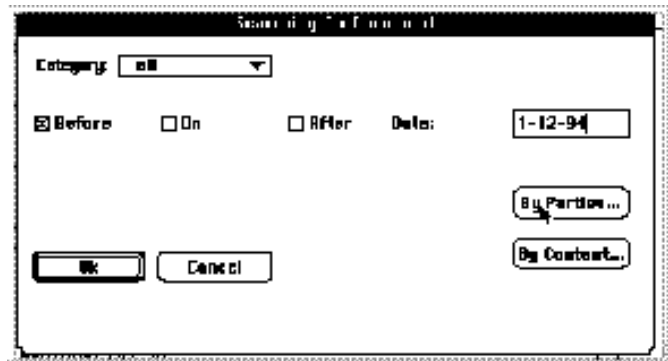 Category: all
Before On After Date: 1-12-94
By Parties...
Ok Cancel By Content...